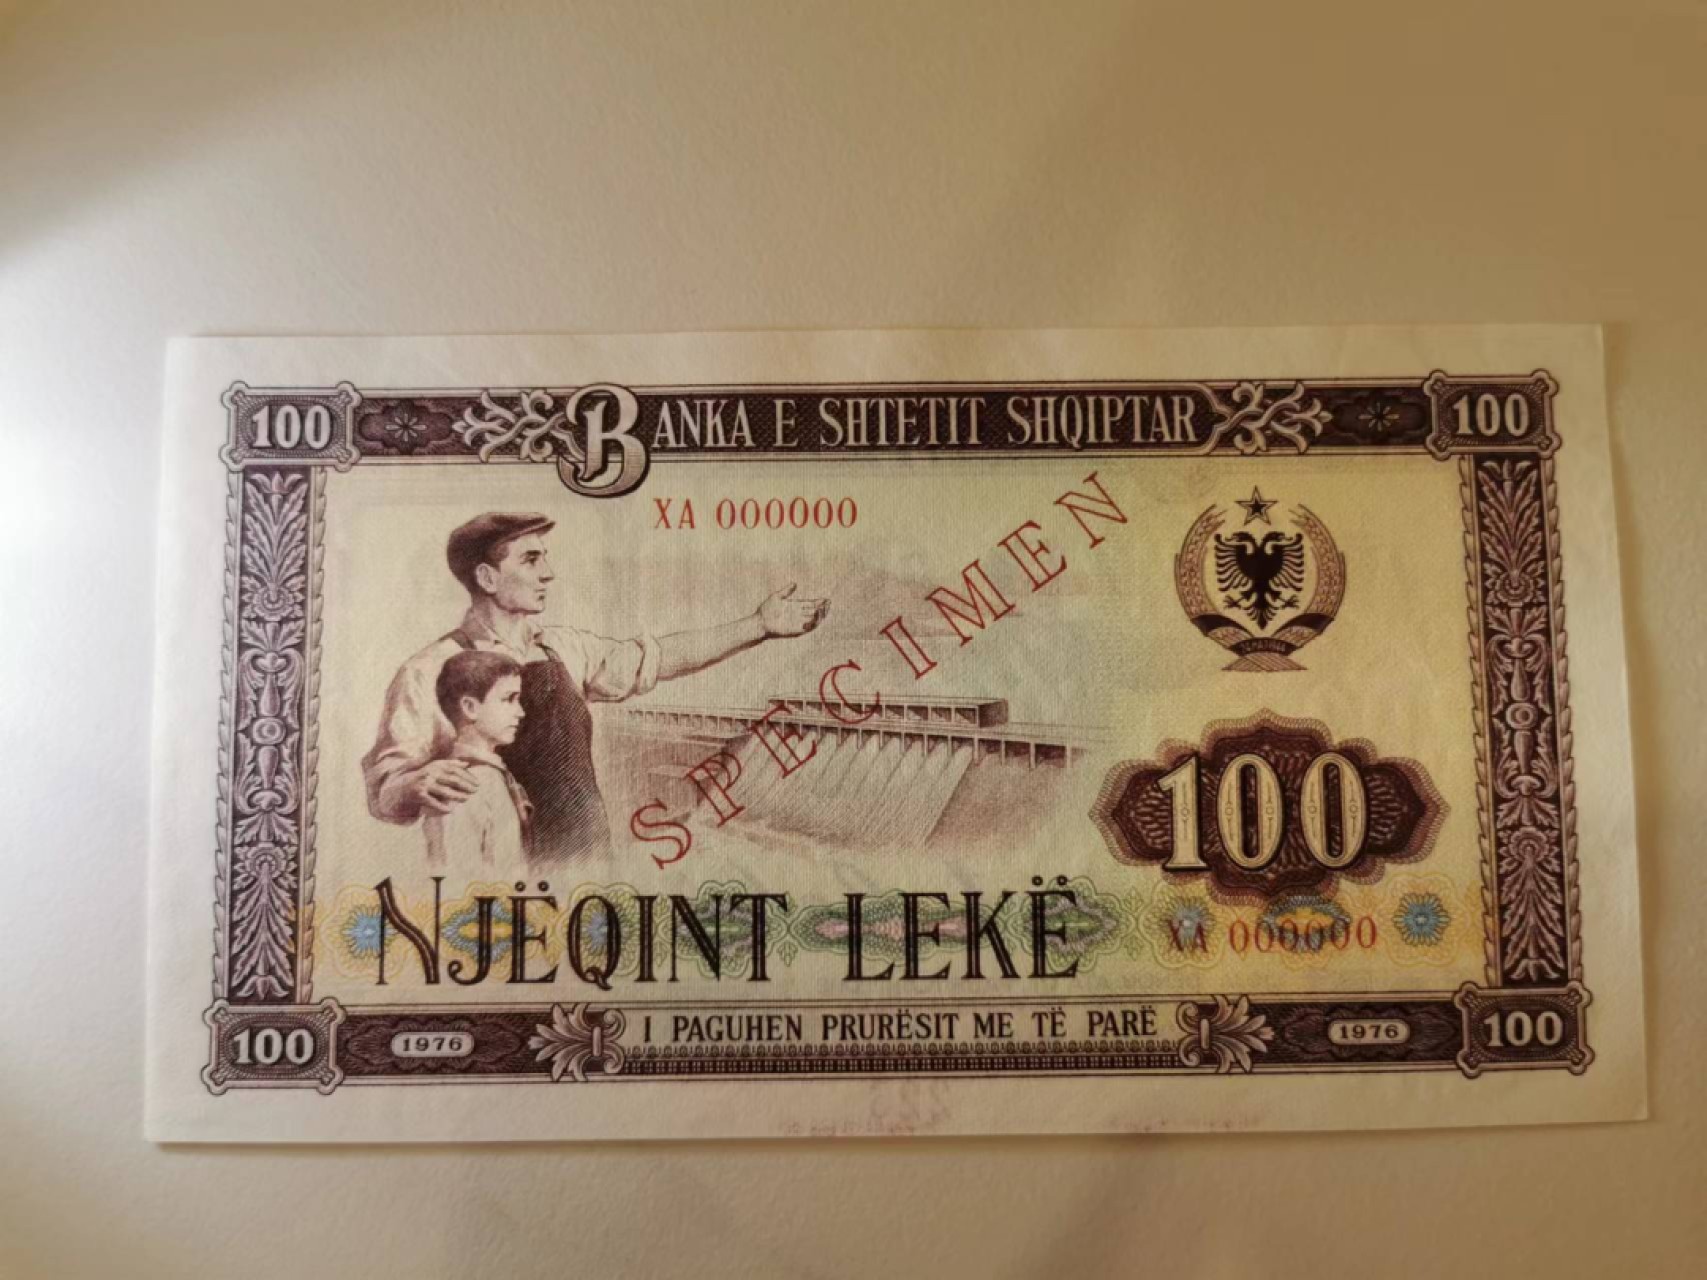 100 BANKA E SHTETIT SHQIPTAR 100
XA 000000
SPECIMEN
100
NJËQINT LEKË
XA 000000
100 1976 I PAGUHEN PRURËSIT ME TË PARË 1976 100